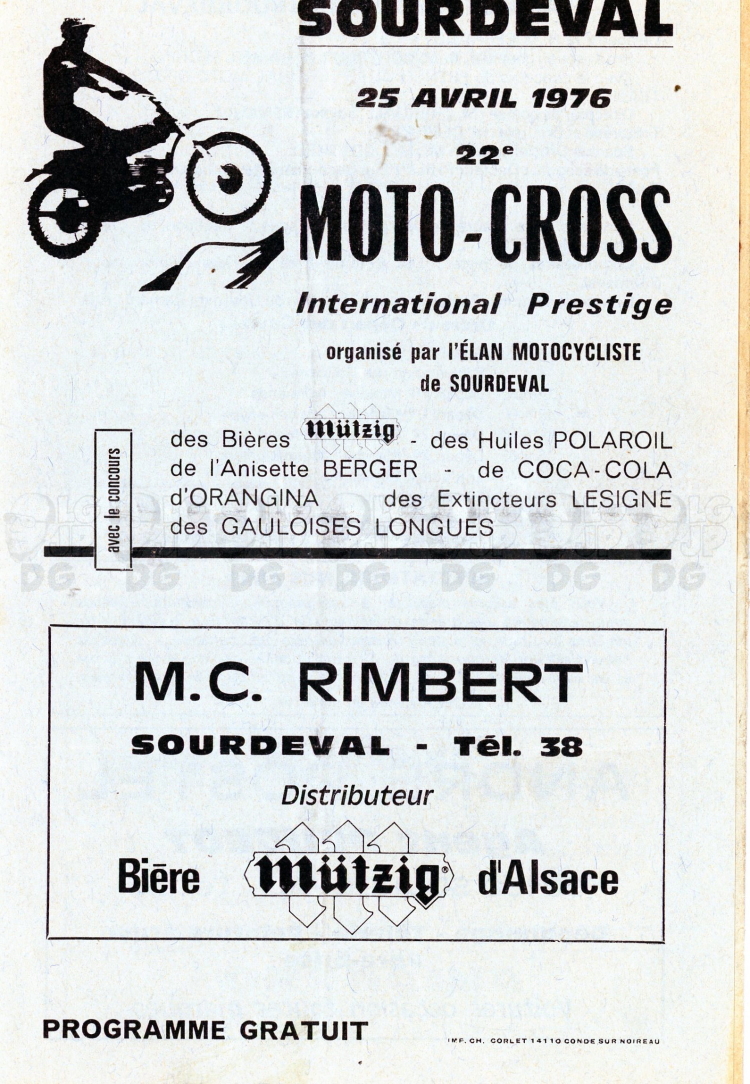 SOURDEVAL
25 AVRIL 1976
22e
MOTO-CROSS
International Prestige
organisé par l'ÉLAN MOTOCYCLISTE
de SOURDEVAL
avec le concours
des Bières Mützig - des Huiles POLAROIL
de l'Anisette BERGER - de COCA-COLA
d'ORANGINA des Extincteurs LESIGNE
des GAULOISES LONGUES
M.C. RIMBERT
SOURDEVAL - Tél. 38
Distributeur
Bière Mützig® d'Alsace
PROGRAMME GRATUIT
IMP. CH. CORLET 14110 CONDE SUR NOIREAU